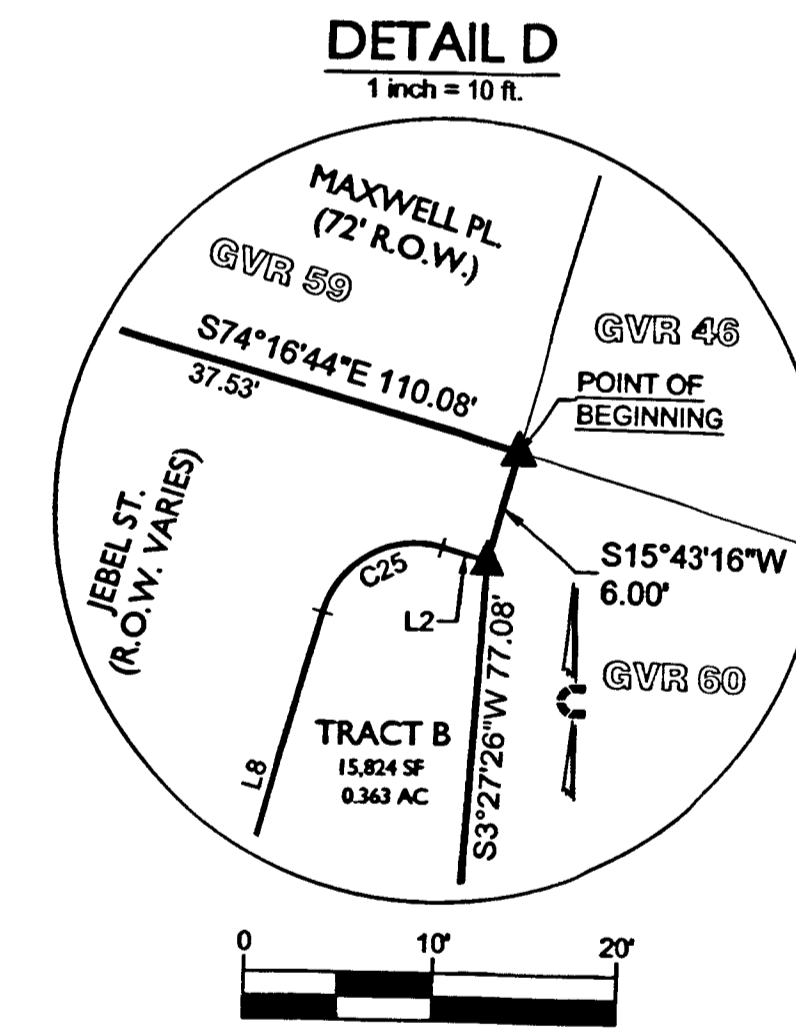 DETAIL D
1 inch = 10 ft.
MAXWELL PL.
(72' R.O.W.)
GVR 59
GVR 46
S74°16'44"E 110.08'
37.53'
POINT OF
BEGINNING
JEBEL ST.
(R.O.W. VARIES)
S15°43'16"W
6.00'
C25
L2
GVR 60
S3°27'26"W 77.08'
TRACT B
15,824 SF
0.363 AC
L8
0 10' 20'